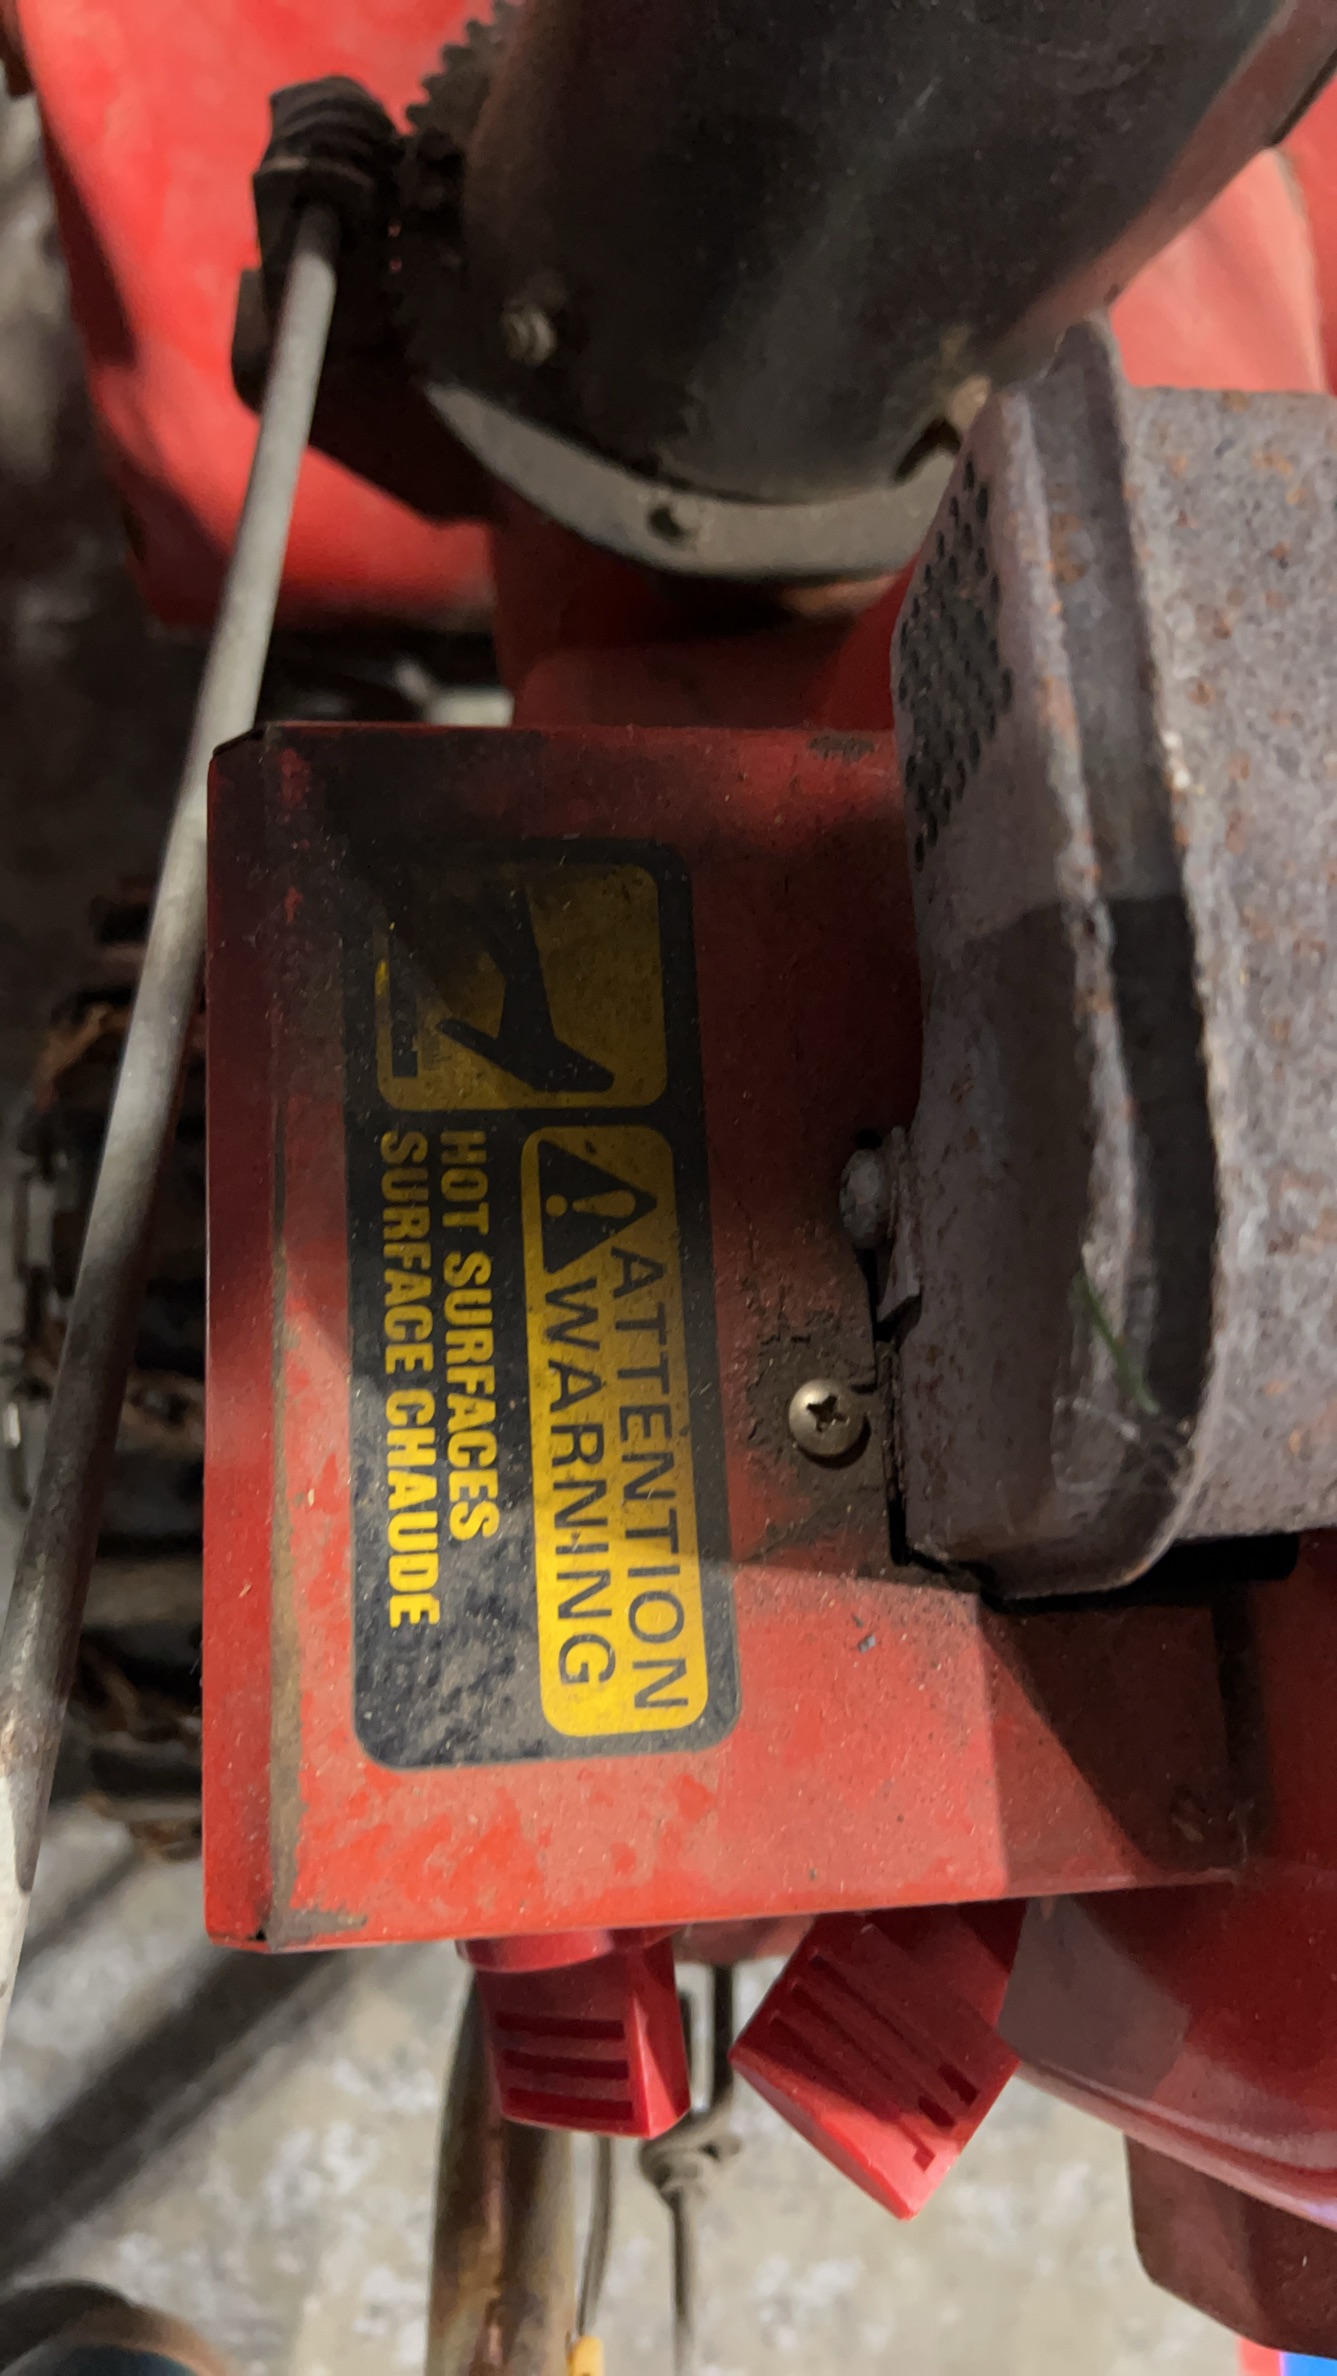 ATTENTION
WARNING
HOT SURFACES
SURFACE CHAUDE